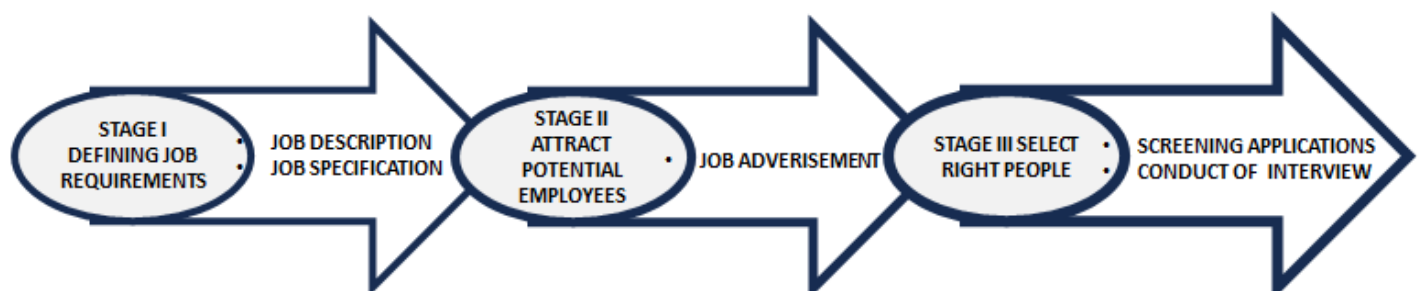 STAGE I
DEFINING JOB
REQUIREMENTS
• JOB DESCRIPTION
• JOB SPECIFICATION
STAGE II
ATTRACT
POTENTIAL
EMPLOYEES
• JOB ADVERISEMENT
STAGE III SELECT
RIGHT PEOPLE
• SCREENING APPLICATIONS
• CONDUCT OF INTERVIEW